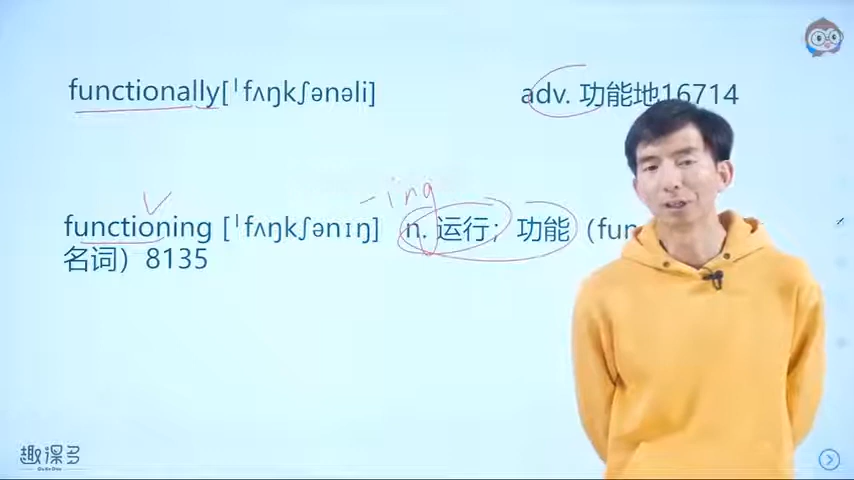 functionally[ˈfʌŋkʃənəli] adv. 功能地16714
-ing
functioning [ˈfʌŋkʃənɪŋ] n. 运行；功能（fun
名词）8135
趣课多